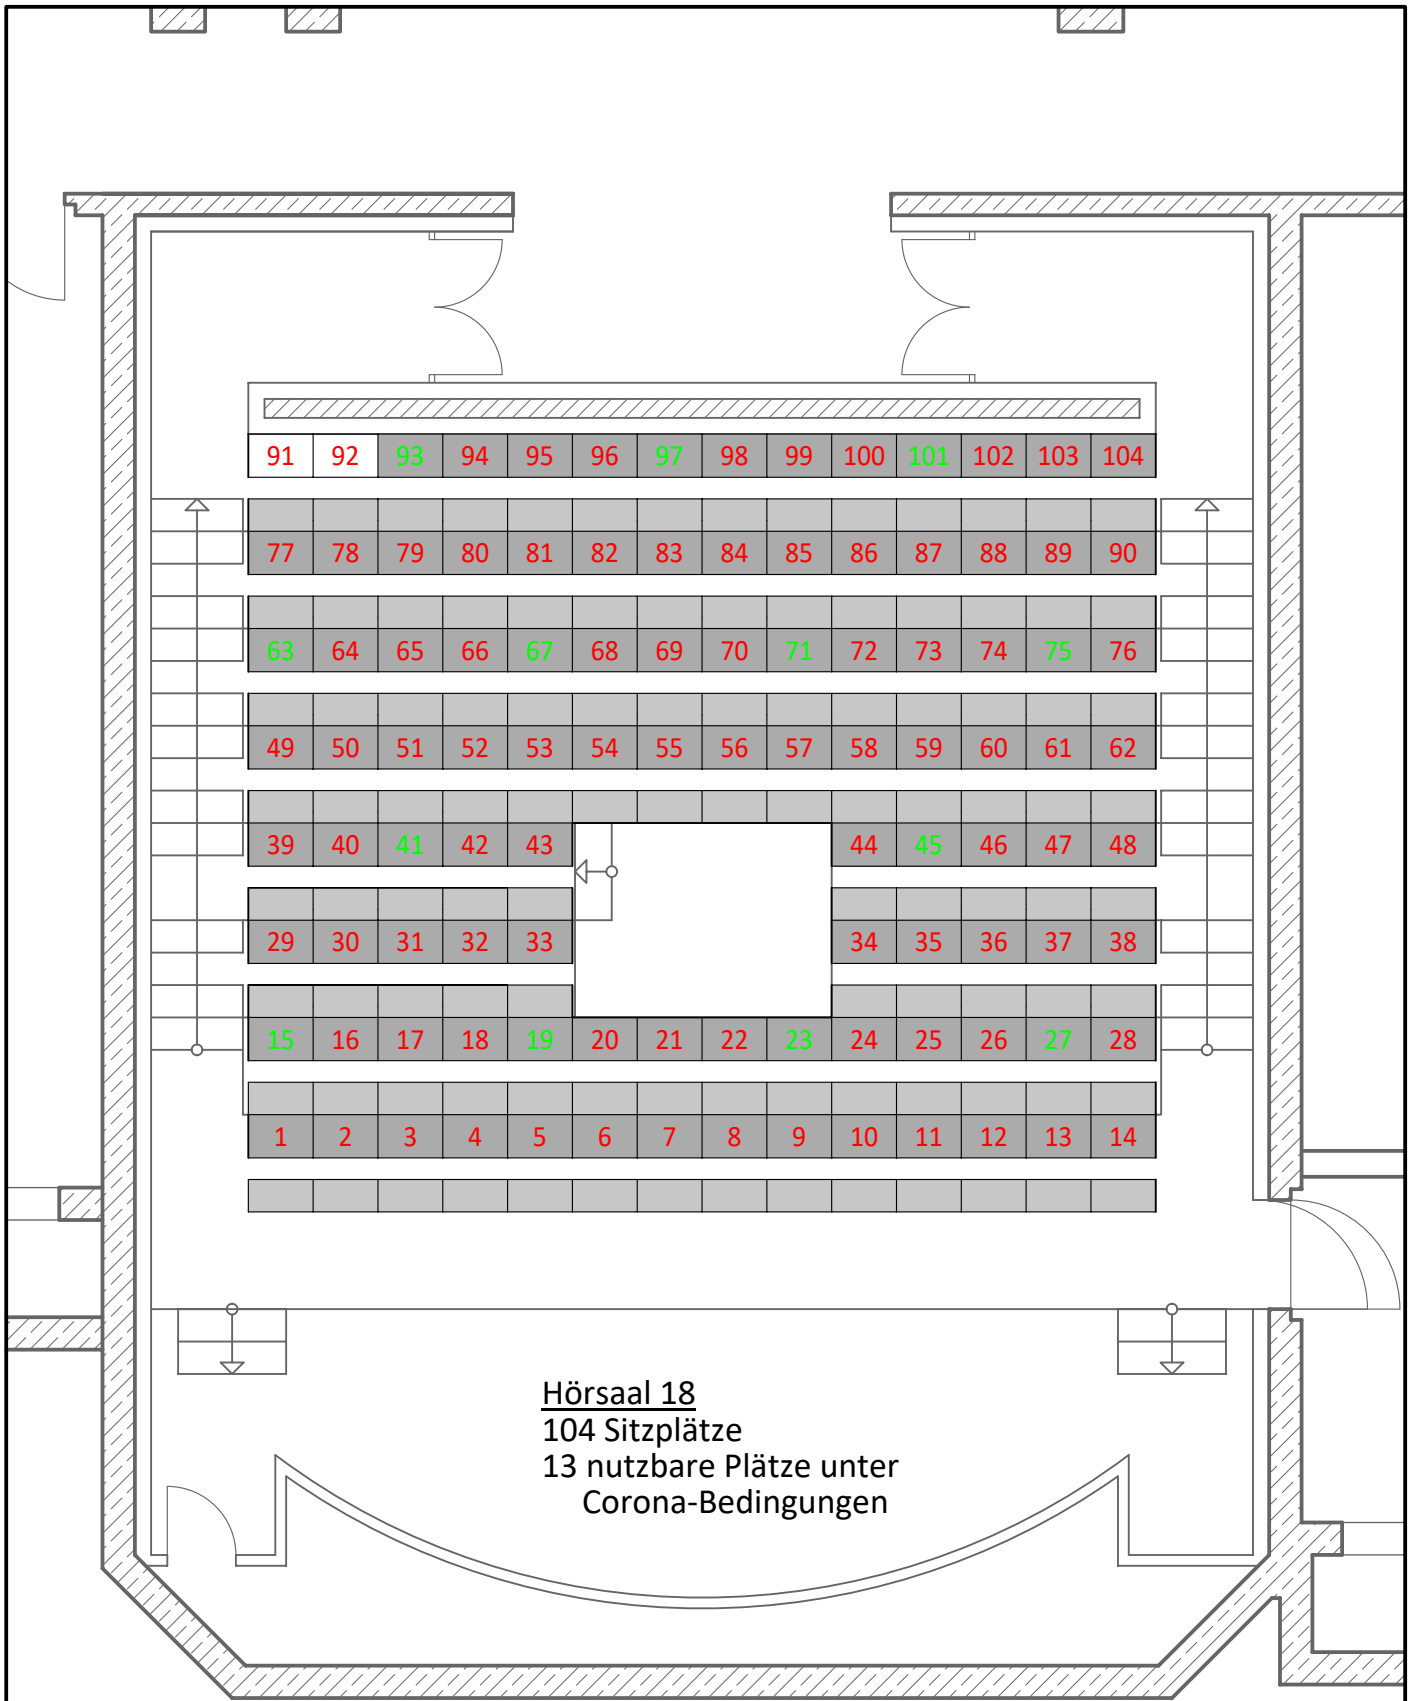 91 92 93 94 95 96 97 98 99 100 101 102 103 104
77 78 79 80 81 82 83 84 85 86 87 88 89 90
63 64 65 66 67 68 69 70 71 72 73 74 75 76
49 50 51 52 53 54 55 56 57 58 59 60 61 62
39 40 41 42 43 44 45 46 47 48
29 30 31 32 33 34 35 36 37 38
15 16 17 18 19 20 21 22 23 24 25 26 27 28
1 2 3 4 5 6 7 8 9 10 11 12 13 14
Hörsaal 18
104 Sitzplätze
13 nutzbare Plätze unter
Corona-Bedingungen